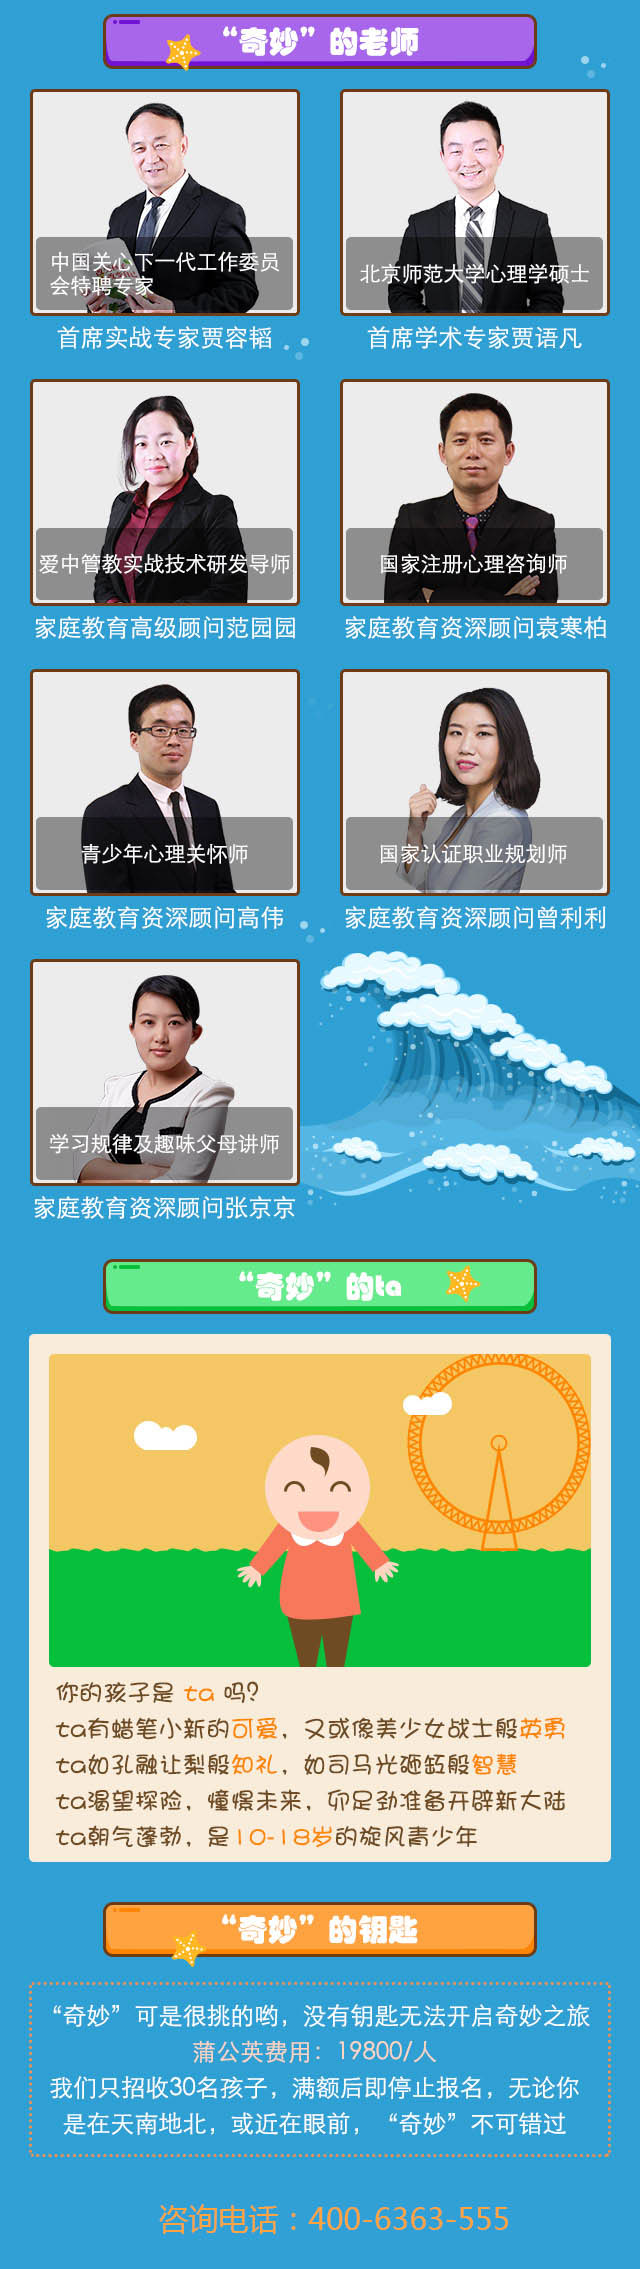 “奇妙”的老师
中国关心下一代工作委员
会特聘专家
首席实战专家贾容韬
北京师范大学心理学硕士
首席学术专家贾语凡
爱中管教实战技术研发导师
家庭教育高级顾问范园园
国家注册心理咨询师
家庭教育资深顾问袁寒柏
青少年心理关怀师
家庭教育资深顾问高伟
国家认证职业规划师
家庭教育资深顾问曾利利
学习规律及趣味父母讲师
家庭教育资深顾问张京京
“奇妙”的ta
你的孩子是 ta 吗?
ta有蜡笔小新的可爱，又或像美少女战士般英勇
ta如孔融让梨般知礼，如司马光砸缸般智慧
ta渴望探险，憧憬未来，卯足劲准备开辟新大陆
ta朝气蓬勃，是10-18岁的旋风青少年
“奇妙”的钥匙
“奇妙”可是很挑的哟，没有钥匙无法开启奇妙之旅
蒲公英费用：19800/人
我们只招收30名孩子，满额后即停止报名，无论你
是在天南地北，或近在眼前，“奇妙”不可错过
咨询电话：400-6363-555